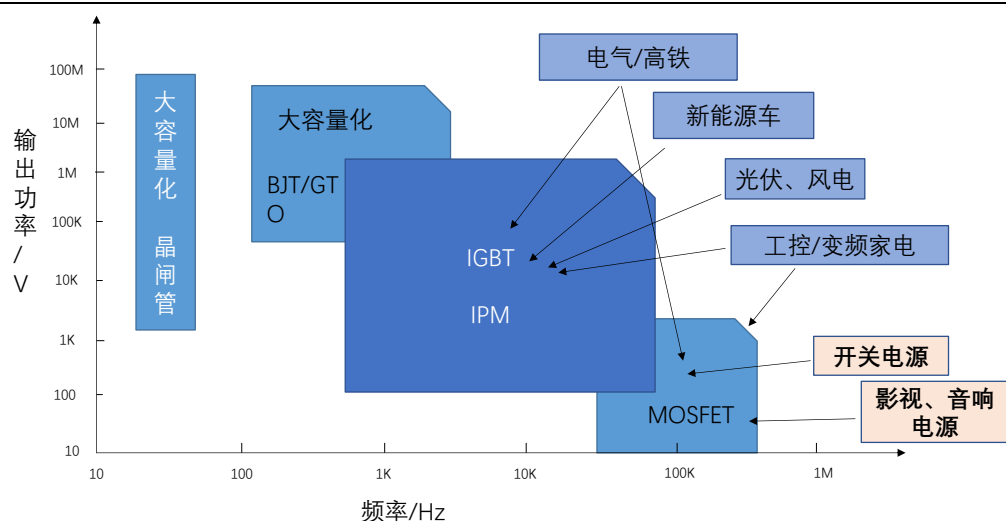 电气/高铁
新能源车
光伏、风电
工控/变频家电
开关电源
影视、音响
电源
输出功率/V
100M
10M
1M
100K
10K
1K
100
10
大容量化 晶闸管
大容量化
BJT/GT
O
IGBT
IPM
MOSFET
10
100
1K
10K
100K
1M
频率/Hz